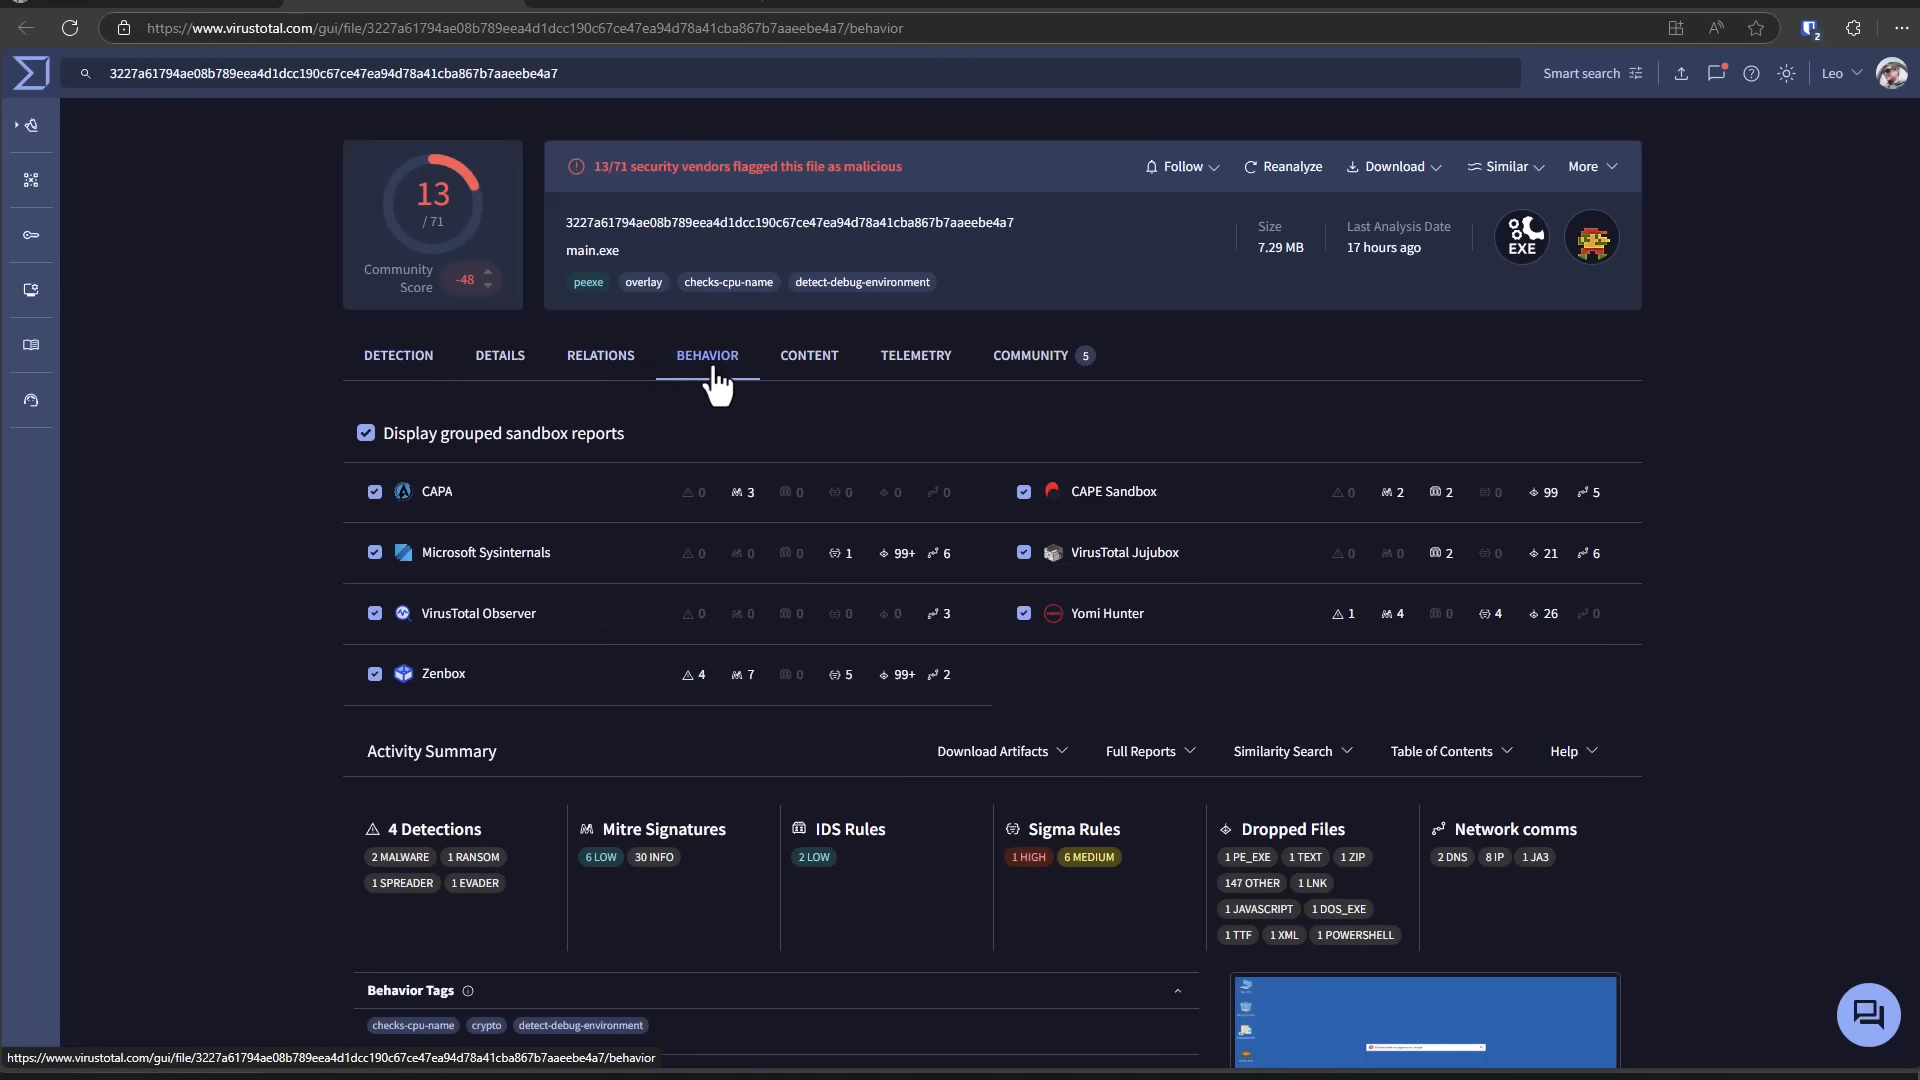 https://www.virustotal.com/gui/file/3227a61794ae08b789eea4d1dcc190c67ce47ea94d78a41cba867b7aaeebe4a7/behavior
2
3227a61794ae08b789eea4d1dcc190c67ce47ea94d78a41cba867b7aaeebe4a7
Smart search
Leo
13
/ 71
Community Score
-48
13/71 security vendors flagged this file as malicious
Follow
Reanalyze
Download
Similar
More
3227a61794ae08b789eea4d1dcc190c67ce47ea94d78a41cba867b7aaeebe4a7
main.exe
Size
7.29 MB
Last Analysis Date
17 hours ago
EXE
peexe
overlay
checks-cpu-name
detect-debug-environment
DETECTION
DETAILS
RELATIONS
BEHAVIOR
CONTENT
TELEMETRY
COMMUNITY 5
Display grouped sandbox reports
CAPA 0 3 0 0 0 0
CAPE Sandbox 0 2 2 0 99 5
Microsoft Sysinternals 0 0 0 1 99+ 6
VirusTotal Jujubox 0 0 2 0 21 6
VirusTotal Observer 0 0 0 0 0 3
Yomi Hunter 1 4 0 4 26 0
Zenbox 4 7 0 5 99+ 2
Activity Summary
Download Artifacts
Full Reports
Similarity Search
Table of Contents
Help
4 Detections
2 MALWARE 1 RANSOM
1 SPREADER 1 EVADER
Mitre Signatures
6 LOW 30 INFO
IDS Rules
2 LOW
Sigma Rules
1 HIGH 6 MEDIUM
Dropped Files
1 PE_EXE 1 TEXT 1 ZIP
147 OTHER 1 LNK
1 JAVASCRIPT 1 DOS_EXE
1 TTF 1 XML 1 POWERSHELL
Network comms
2 DNS 8 IP 1 JA3
Behavior Tags
checks-cpu-name crypto detect-debug-environment
https://www.virustotal.com/gui/file/3227a61794ae08b789eea4d1dcc190c67ce47ea94d78a41cba867b7aaeebe4a7/behavior